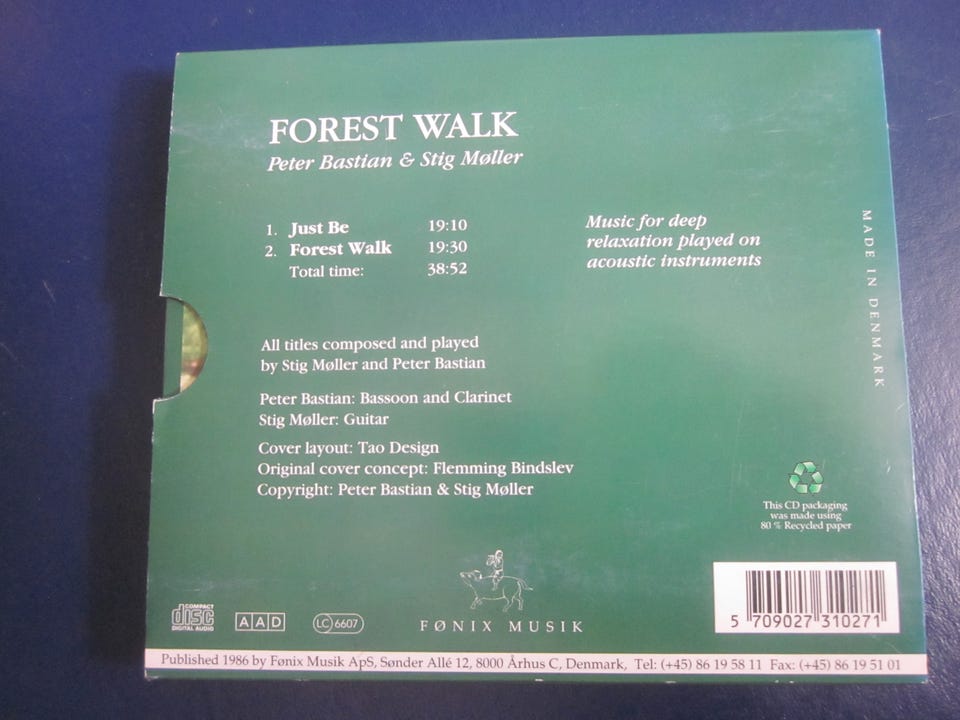 FOREST WALK
Peter Bastian & Stig Møller
1. Just Be 19:10
2. Forest Walk 19:30
Total time: 38:52
Music for deep
relaxation played on
acoustic instruments
MADE IN DENMARK
All titles composed and played
by Stig Møller and Peter Bastian
Peter Bastian: Bassoon and Clarinet
Stig Møller: Guitar
Cover layout: Tao Design
Original cover concept: Flemming Bindslev
Copyright: Peter Bastian & Stig Møller
This CD packaging
was made using
80 % Recycled paper
COMPACT
disc
DIGITAL AUDIO
AAD
LC 6607
FØNIX MUSIK
5 709027 310271
Published 1986 by Fønix Musik ApS, Sønder Allé 12, 8000 Århus C, Denmark, Tel: (+45) 86 19 58 11 Fax: (+45) 86 19 51 01